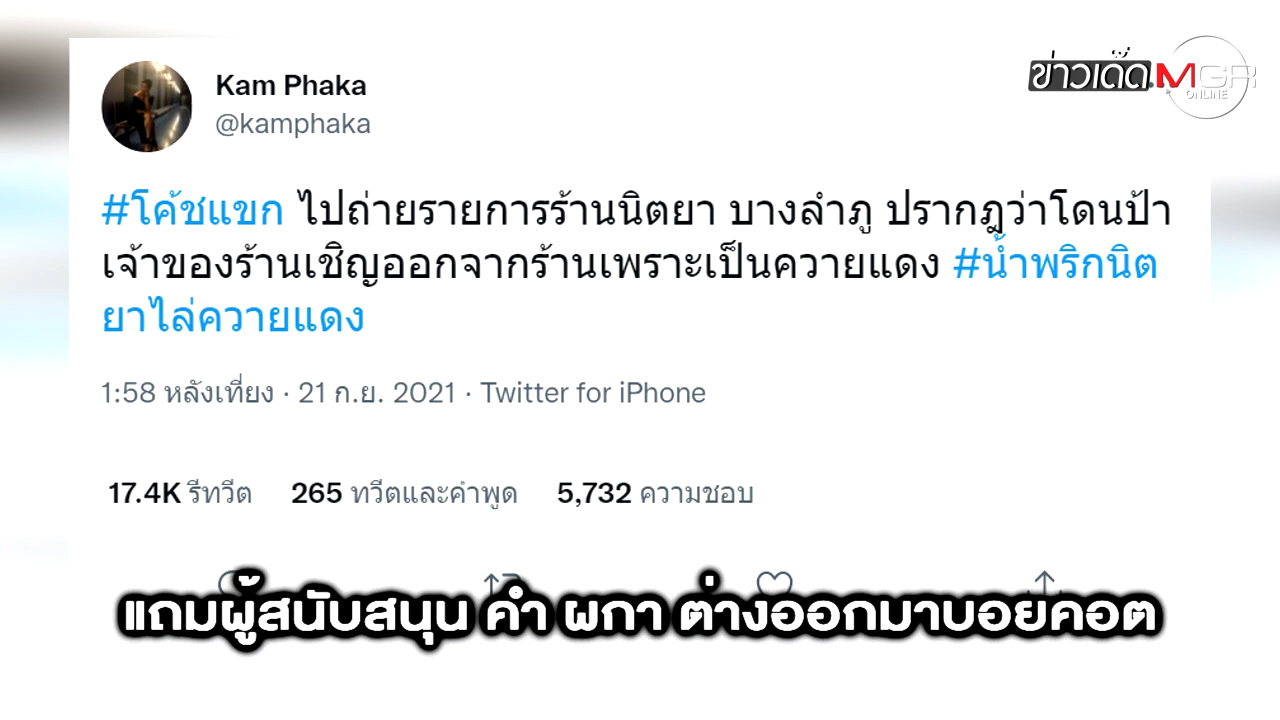 Kam Phaka
@kamphaka
ข่าวเด็ด
MGR
ONLINE
#โค้ชแขก ไปถ่ายรายการร้านนิตยา บางลำภู ปรากฎว่าโดนป้า
เจ้าของร้านเชิญออกจากร้านเพราะเป็นควายแดง #น้ำพริกนิต
ยาไล่ควายแดง
1:58 หลังเที่ยง · 21 ก.ย. 2021 · Twitter for iPhone
17.4K รีทวีต 265 ทวีตและคำพูด 5,732 ความชอบ
แถมผู้สนับสนุน คำ ผกา ต่างออกมาบอยคอต